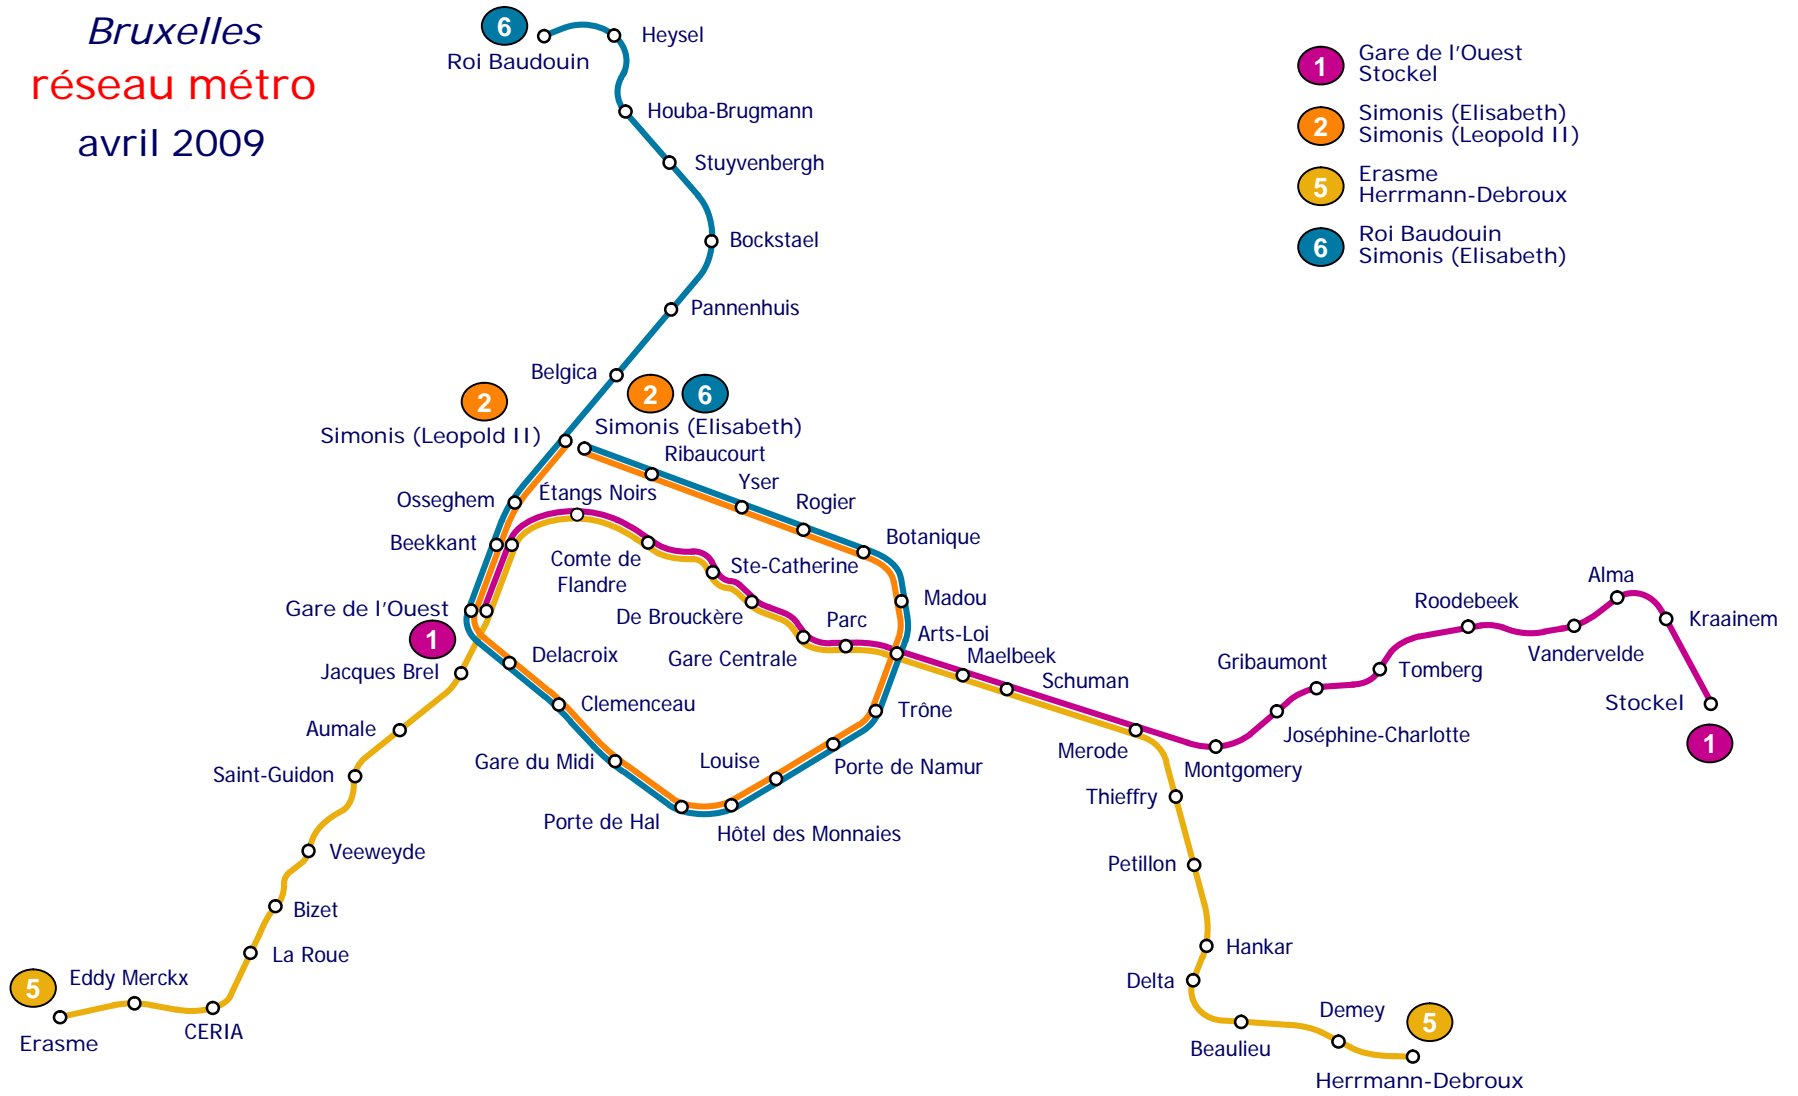 Bruxelles
réseau métro
avril 2009
6
Roi Baudouin
Heysel
Houba-Brugmann
Stuyvenbergh
Bockstael
Pannenhuis
Belgica
1
Gare de l'Ouest
Stockel
2
Simonis (Elisabeth)
Simonis (Leopold II)
5
Erasme
Herrmann-Debroux
6
Roi Baudouin
Simonis (Elisabeth)
2
Simonis (Leopold II)
2
6
Simonis (Elisabeth)
Ribaucourt
Yser
Rogier
Botanique
Madou
Arts-Loi
Osseghem
Étangs Noirs
Beekkant
Comte de
Flandre
Ste-Catherine
De Brouckère
Gare Centrale
Parc
Gare de l'Ouest
1
Maelbeek
Schuman
Merode
Montgomery
Joséphine-Charlotte
Gribaumont
Tomberg
Roodebeek
Vandervelde
Alma
Kraainem
Stockel
1
Delacroix
Clemenceau
Gare du Midi
Porte de Hal
Hôtel des Monnaies
Louise
Porte de Namur
Trône
Jacques Brel
Aumale
Saint-Guidon
Veeweyde
Bizet
La Roue
CERIA
Eddy Merckx
5
Erasme
Thieffry
Petillon
Hankar
Delta
Beaulieu
Demey
5
Herrmann-Debroux